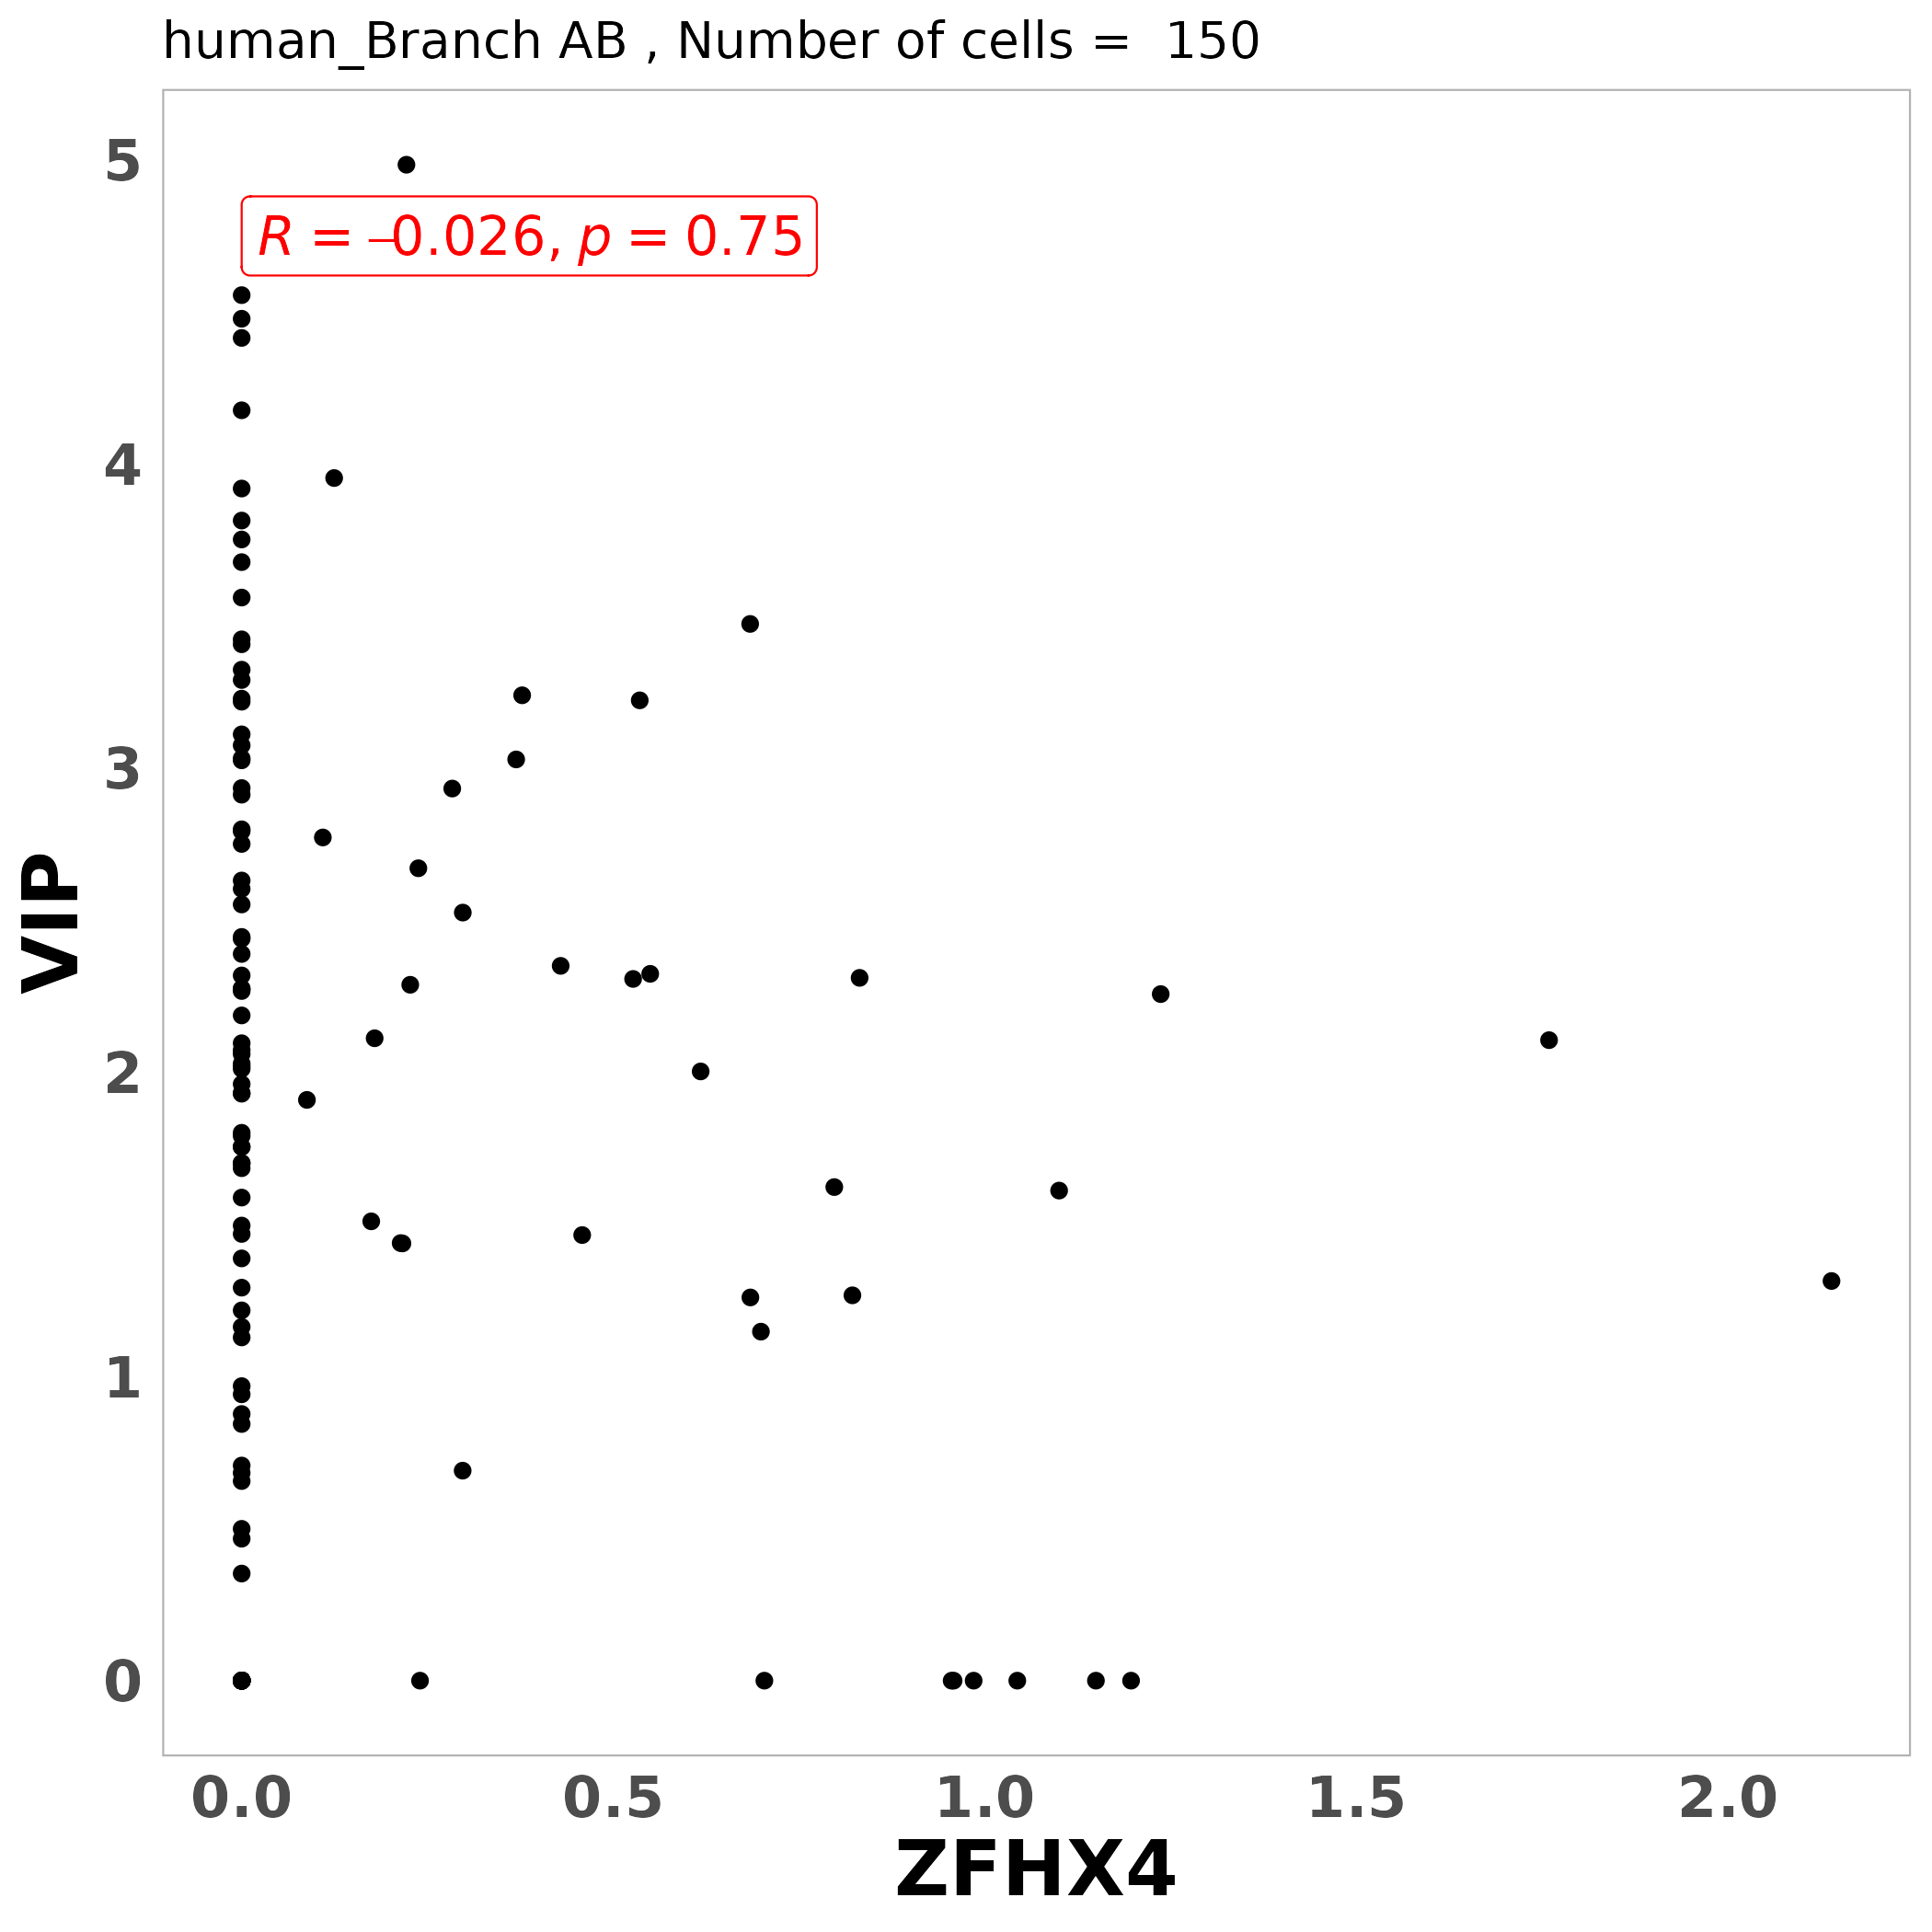 human_Branch AB , Number of cells =  150
5
R = –0.026, p = 0.75
4
3
2
1
0
VIP
0.0 0.5 1.0 1.5 2.0
ZFHX4